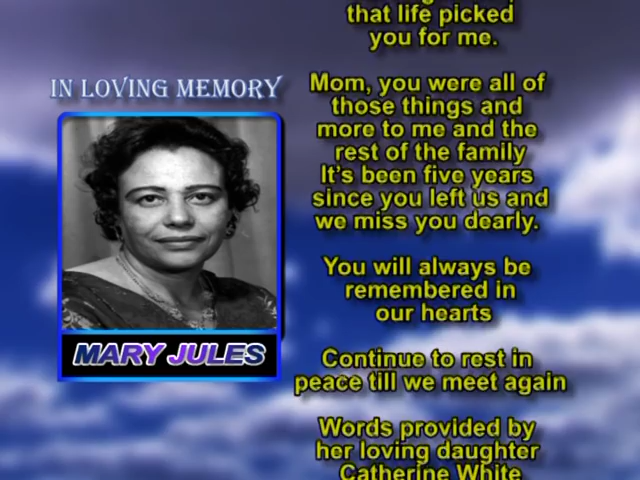 that life picked
you for me.
IN LOVING MEMORY
MARY JULES
Mom, you were all of
those things and
more to me and the
rest of the family
It's been five years
since you left us and
we miss you dearly.
You will always be
remembered in
our hearts
Continue to rest in
peace till we meet again
Words provided by
her loving daughter
Catherine White